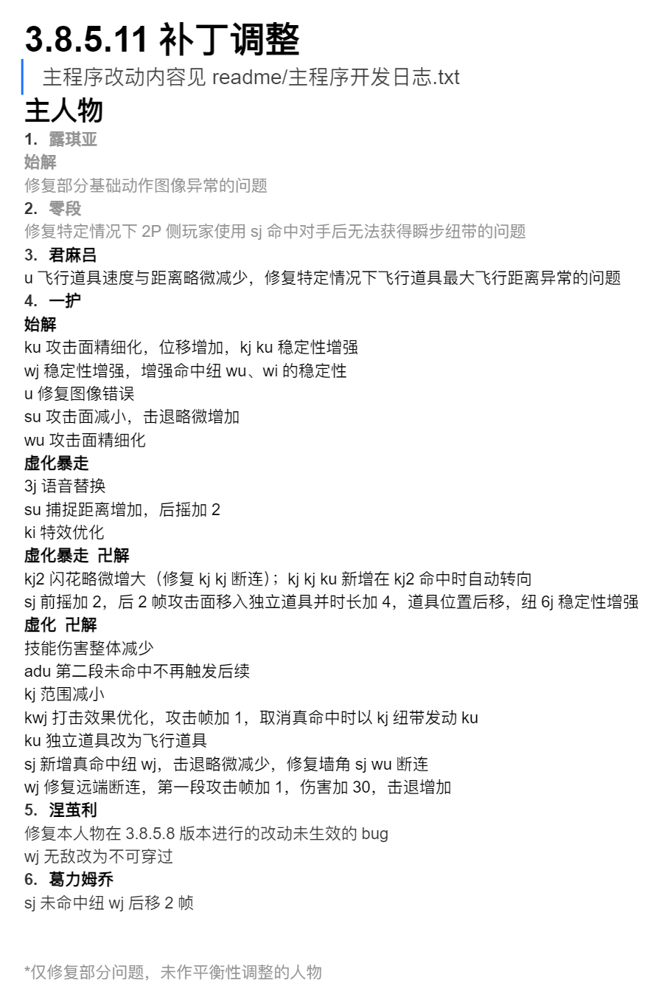 3.8.5.11 补丁调整
主程序改动内容见 readme/主程序开发日志.txt
主人物
1. 露琪亚
始解
修复部分基础动作图像异常的问题
2. 零段
修复特定情况下 2P 侧玩家使用 sj 命中对手后无法获得瞬步纽带的问题
3. 君麻吕
u 飞行道具速度与距离略微减少，修复特定情况下飞行道具最大飞行距离异常的问题
4. 一护
始解
ku 攻击面精细化，位移增加，kj ku 稳定性增强
wj 稳定性增强，增强命中纽 wu、wi 的稳定性
u 修复图像错误
su 攻击面减小，击退略微增加
wu 攻击面精细化
虚化暴走
3j 语音替换
su 捕捉距离增加，后摇加 2
ki 特效优化
虚化暴走 卍解
kj2 闪花略微增大（修复 kj kj 断连）；kj kj ku 新增在 kj2 命中时自动转向
sj 前摇加 2，后 2 帧攻击面移入独立道具并时长加 4，道具位置后移，纽 6j 稳定性增强
虚化 卍解
技能伤害整体减少
adu 第二段未命中不再触发后续
kj 范围减小
kwj 打击效果优化，攻击帧加 1，取消真命中时以 kj 纽带发动 ku
ku 独立道具改为飞行道具
sj 新增真命中纽 wj，击退略微减少，修复墙角 sj wu 断连
wj 修复远端断连，第一段攻击帧加 1，伤害加 30，击退增加
5. 涅茧利
修复本人物在 3.8.5.8 版本进行的改动未生效的 bug
wj 无敌改为不可穿过
6. 葛力姆乔
sj 未命中纽 wj 后移 2 帧
*仅修复部分问题，未作平衡性调整的人物